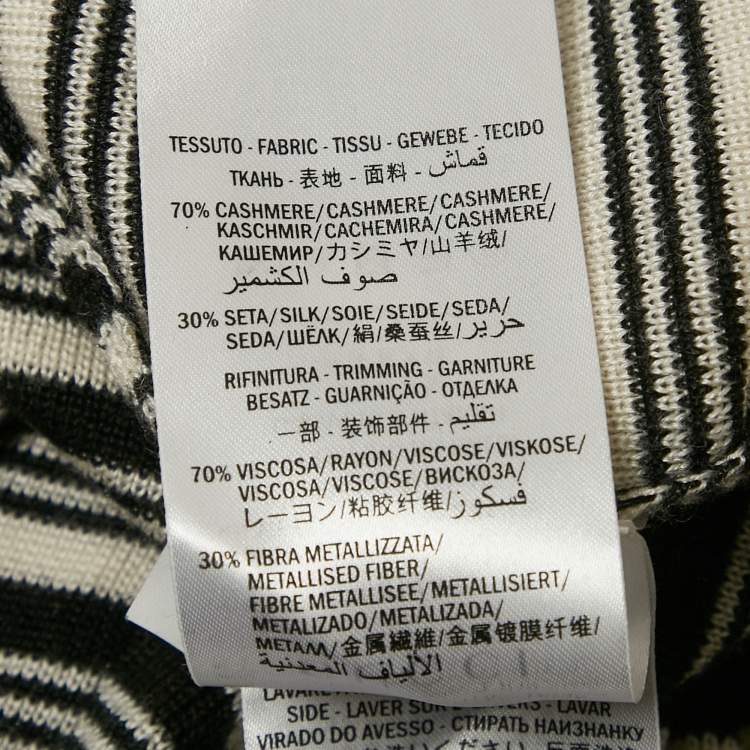 TESSUTO - FABRIC - TISSU - GEWEBE - TECIDO
ТКАНЬ - 表地 - 面料 - قماش
70% CASHMERE/CASHMERE/CASHMERE/
KASCHMIR/CACHEMIRA/CASHMERE/
КАШЕМИР/カシミヤ/山羊绒/
صوف الكشمير
30% SETA/SILK/SOIE/SEIDE/SEDA/
SEDA/ШЁЛК/絹/桑蚕丝/حرير
RIFINITURA - TRIMMING - GARNITURE
BESATZ - GUARNIÇÃO - ОТДЕЛКА
一部 - 装饰部件 - تقليم
70% VISCOSA/RAYON/VISCOSE/VISKOSE/
VISCOSA/VISCOSE/ВИСКОЗА/
レーヨン/粘胶纤维/فسكوز
30% FIBRA METALLIZZATA/
METALLISED FIBER/
FIBRE METALLISEE/METALLISIERT/
METALIZADO/METALIZADA/
МЕТАЛЛ/金属繊維/金属镀膜纤维/
الألياف المعدنية
SIDE - LAVER SUR - LAVAR
VIRADO DO AVESSO - СТИРАТЬ НАИЗНАНКУ